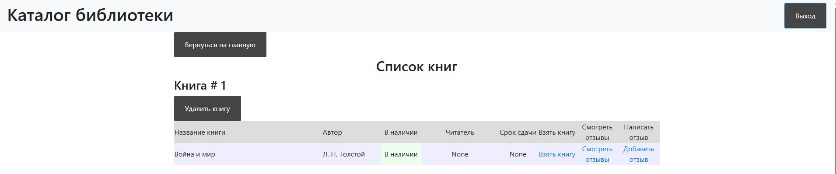 Каталог библиотеки
Выход
Вернуться на главную
Список книг
Книга # 1
Удалить книгу
Название книги Автор В наличии Читатель Срок сдачи Взять книгу Смотреть отзывы Написать отзыв
Война и мир Л. Н. Толстой В наличии None None Взять книгу Смотреть отзывы Добавить отзыв